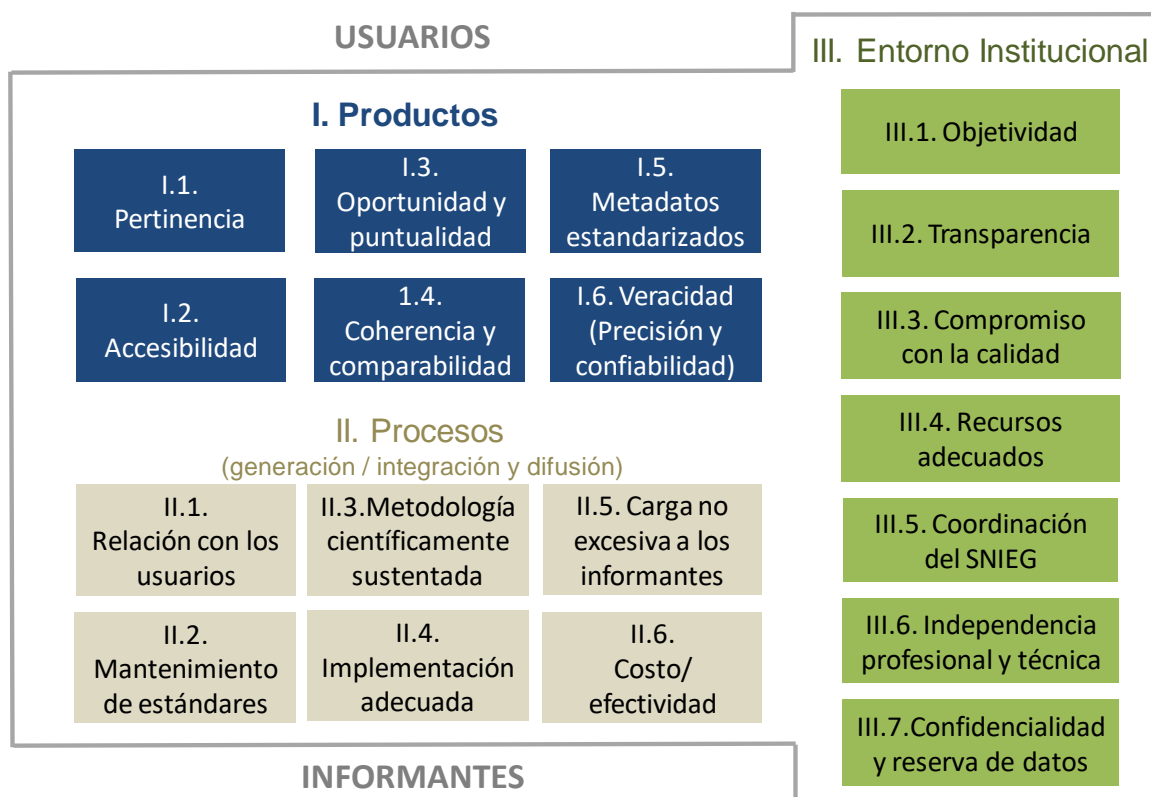 USUARIOS
I. Productos
I.1.
Pertinencia
I.3.
Oportunidad y
puntualidad
I.5.
Metadatos
estandarizados
I.2.
Accesibilidad
1.4.
Coherencia y
comparabilidad
I.6. Veracidad
(Precisión y
confiabilidad)
II. Procesos
(generación / integración y difusión)
II.1.
Relación con los
usuarios
II.3.Metodología
científicamente
sustentada
II.5. Carga no
excesiva a los
informantes
II.2.
Mantenimiento
de estándares
II.4.
Implementación
adecuada
II.6.
Costo/
efectividad
INFORMANTES
III. Entorno Institucional
III.1. Objetividad
III.2. Transparencia
III.3. Compromiso
con la calidad
III.4. Recursos
adecuados
III.5. Coordinación
del SNIEG
III.6. Independencia
profesional y técnica
III.7.Confidencialidad
y reserva de datos